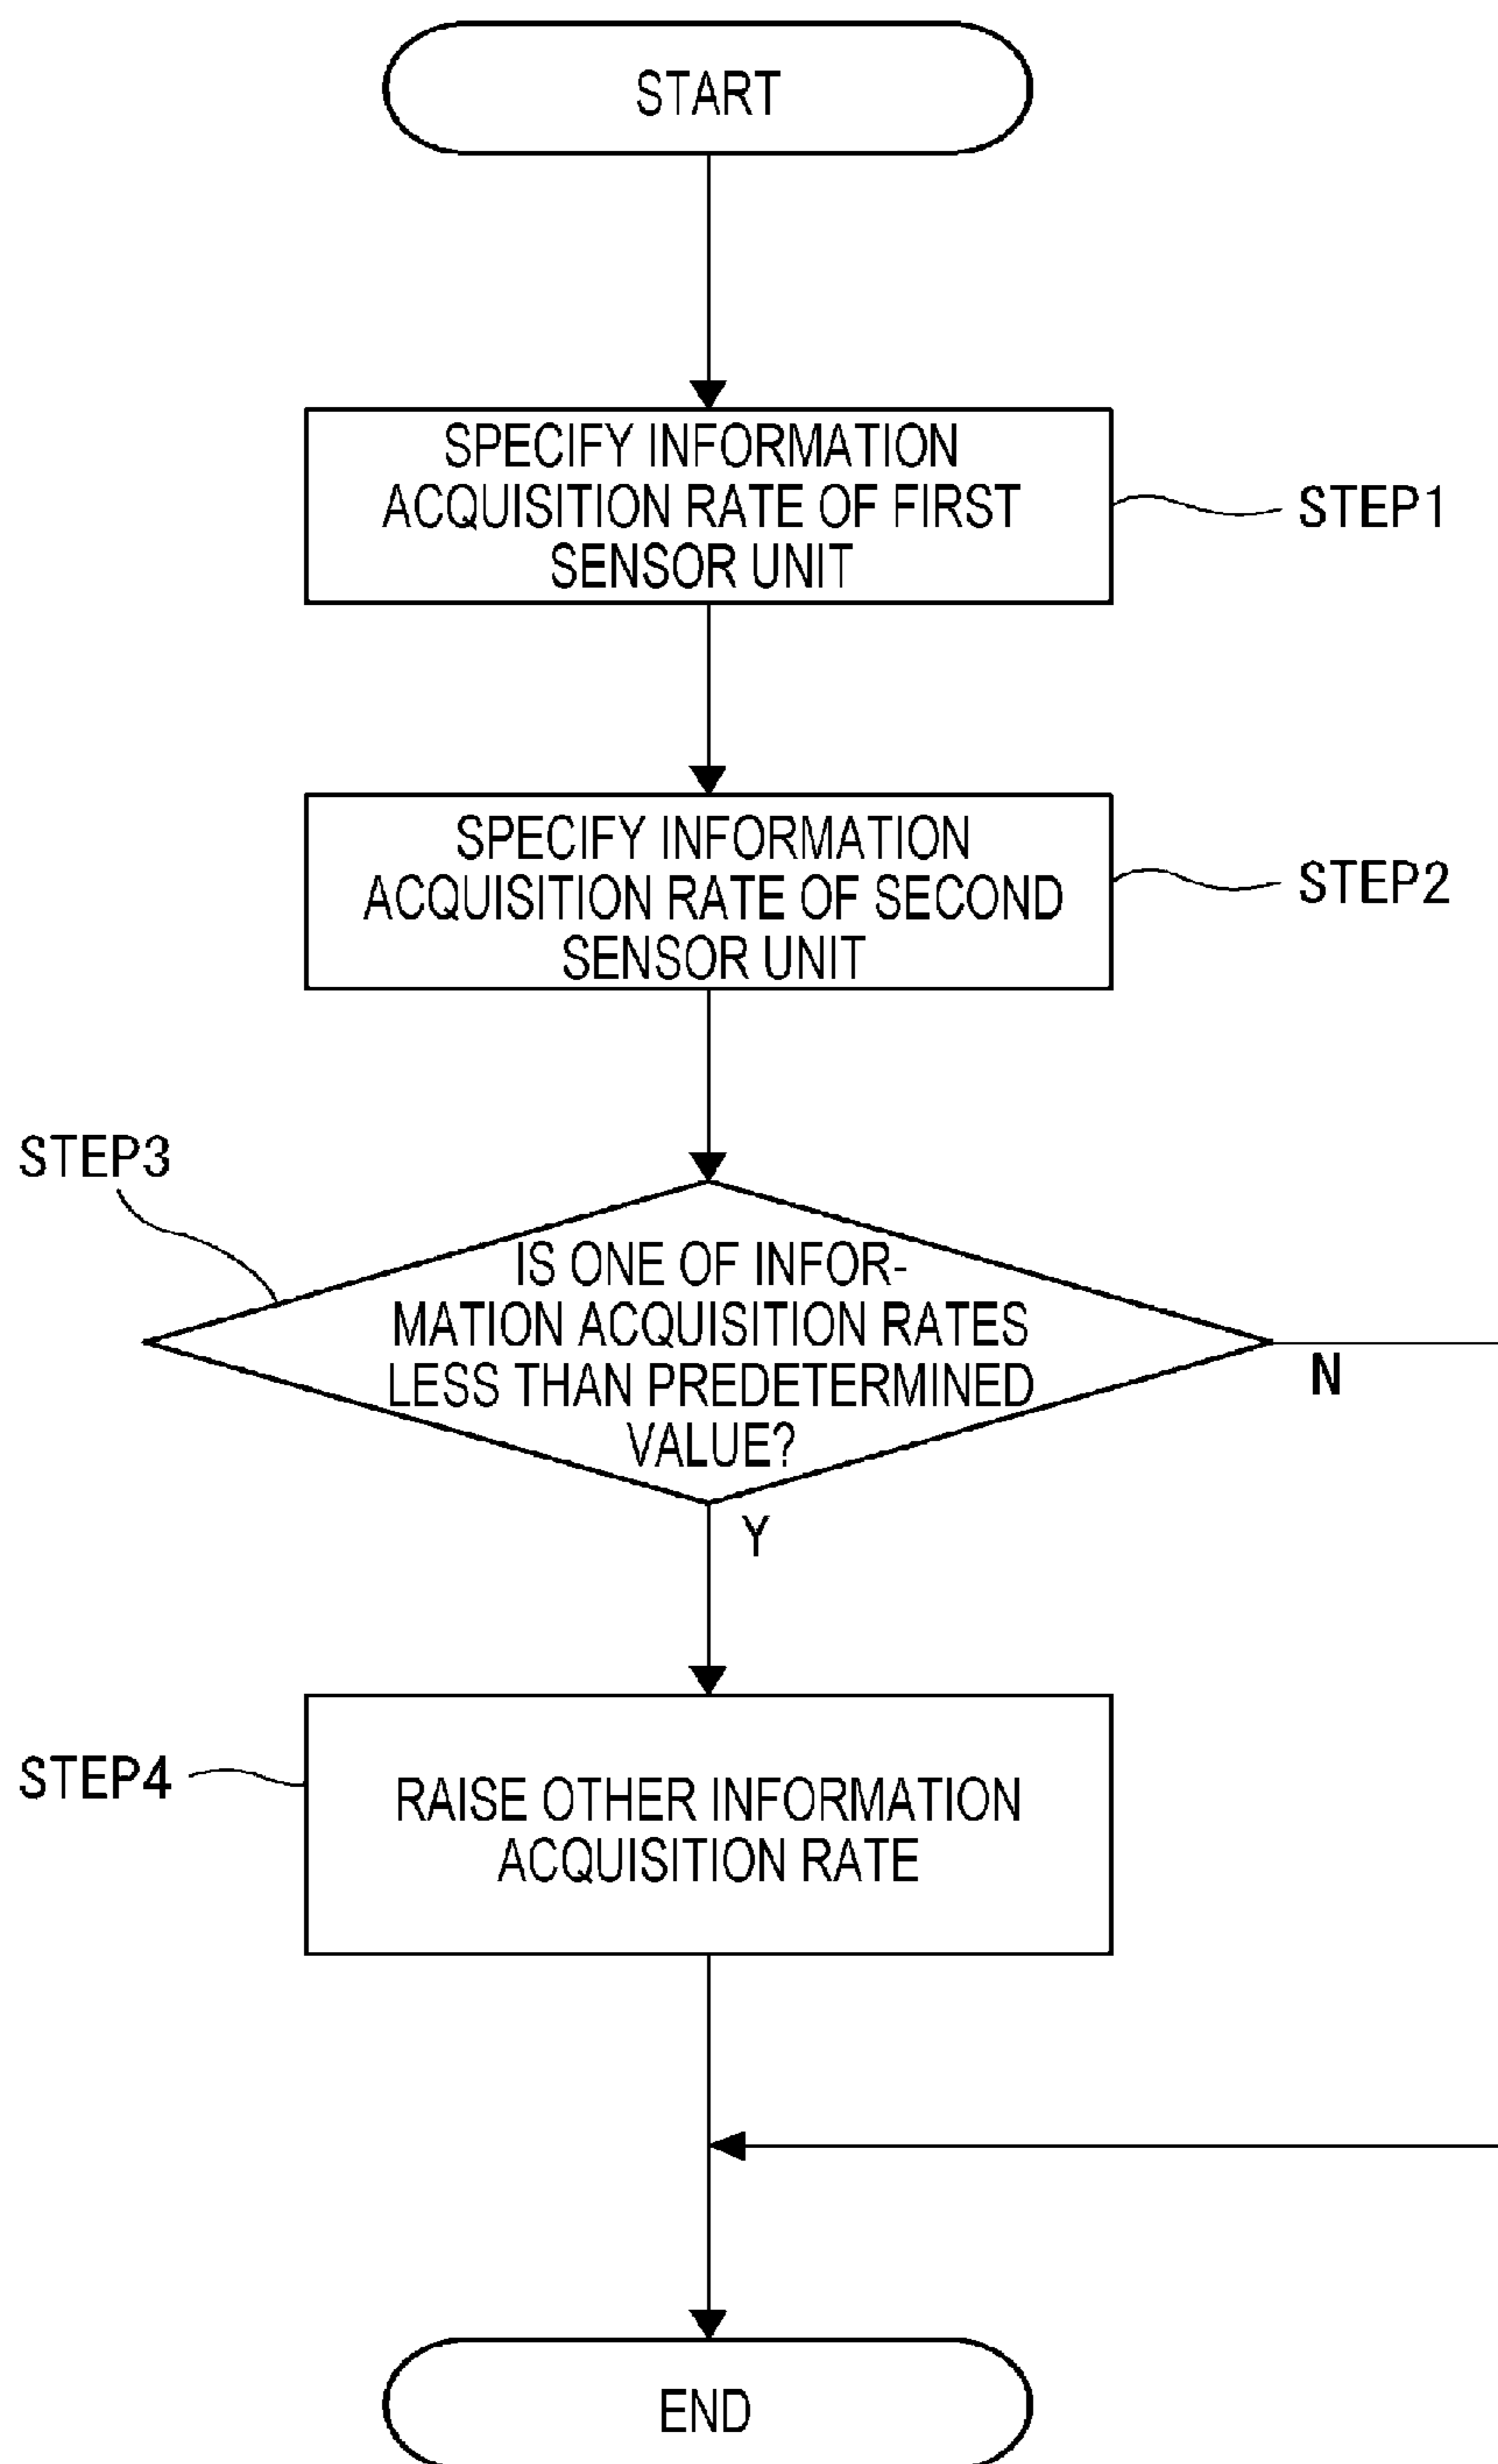 START
SPECIFY INFORMATION
ACQUISITION RATE OF FIRST
SENSOR UNIT
STEP1
SPECIFY INFORMATION
ACQUISITION RATE OF SECOND
SENSOR UNIT
STEP2
STEP3
IS ONE OF INFOR-
MATION ACQUISITION RATES
LESS THAN PREDETERMINED
VALUE?
N
Y
STEP4
RAISE OTHER INFORMATION
ACQUISITION RATE
END